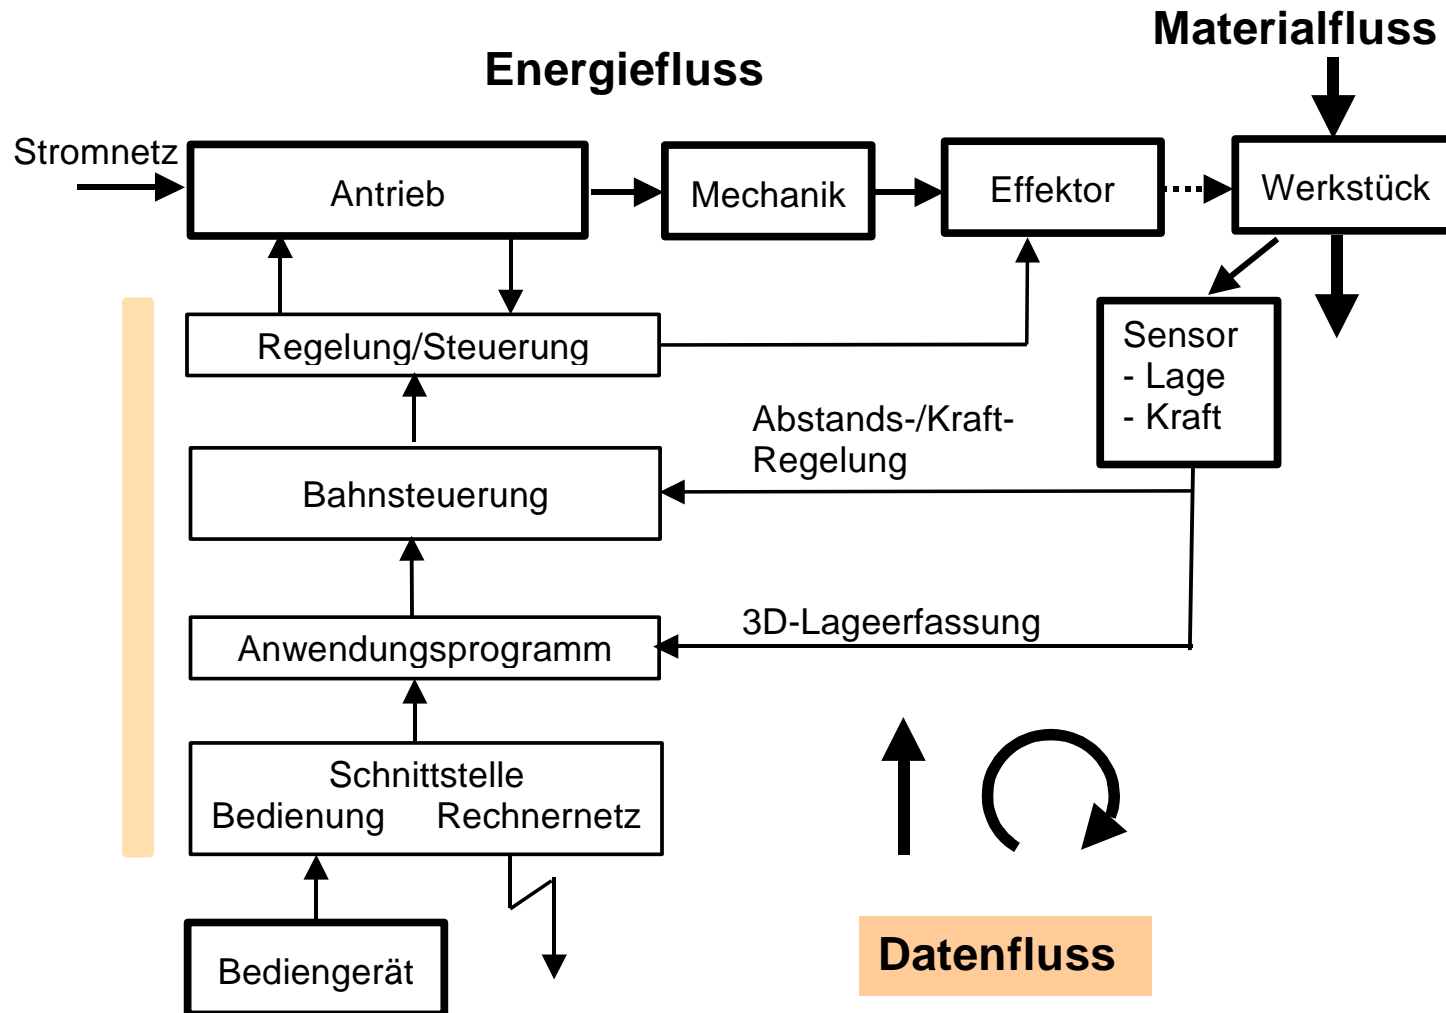 Materialfluss
Energiefluss
Stromnetz
Antrieb
Mechanik
Effektor
Werkstück
Regelung/Steuerung
Sensor
- Lage
- Kraft
Abstands-/Kraft-
Regelung
Bahnsteuerung
3D-Lageerfassung
Anwendungsprogramm
Schnittstelle
Bedienung Rechnernetz
Datenfluss
Bediengerät